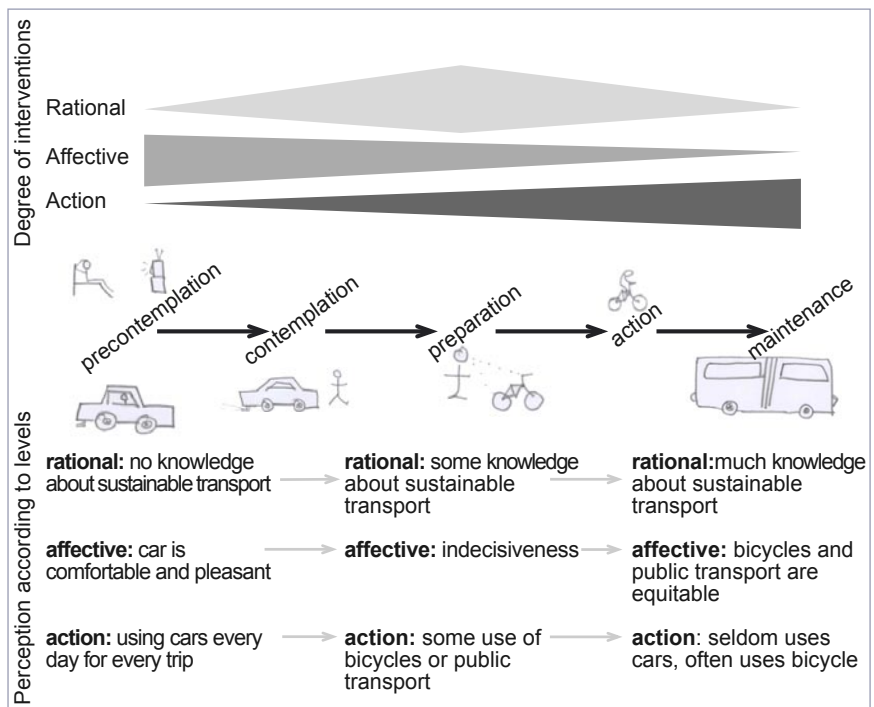 Degree of interventions
Rational
Affective
Action
precontemplation
contemplation
preparation
action
maintenance
Perception according to levels
rational: no knowledge
about sustainable transport
rational: some knowledge
about sustainable
transport
rational:much knowledge
about sustainable
transport
affective: car is
comfortable and pleasant
affective: indecisiveness
affective: bicycles and
public transport are
equitable
action: using cars every
day for every trip
action: some use of
bicycles or public
transport
action: seldom uses
cars, often uses bicycle